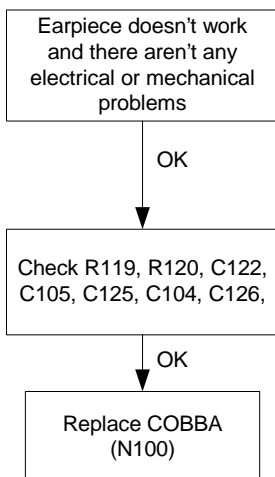 Earpiece doesn't work
and there aren't any
electrical or mechanical
problems
OK
Check R119, R120, C122,
C105, C125, C104, C126,
OK
Replace COBBA
(N100)